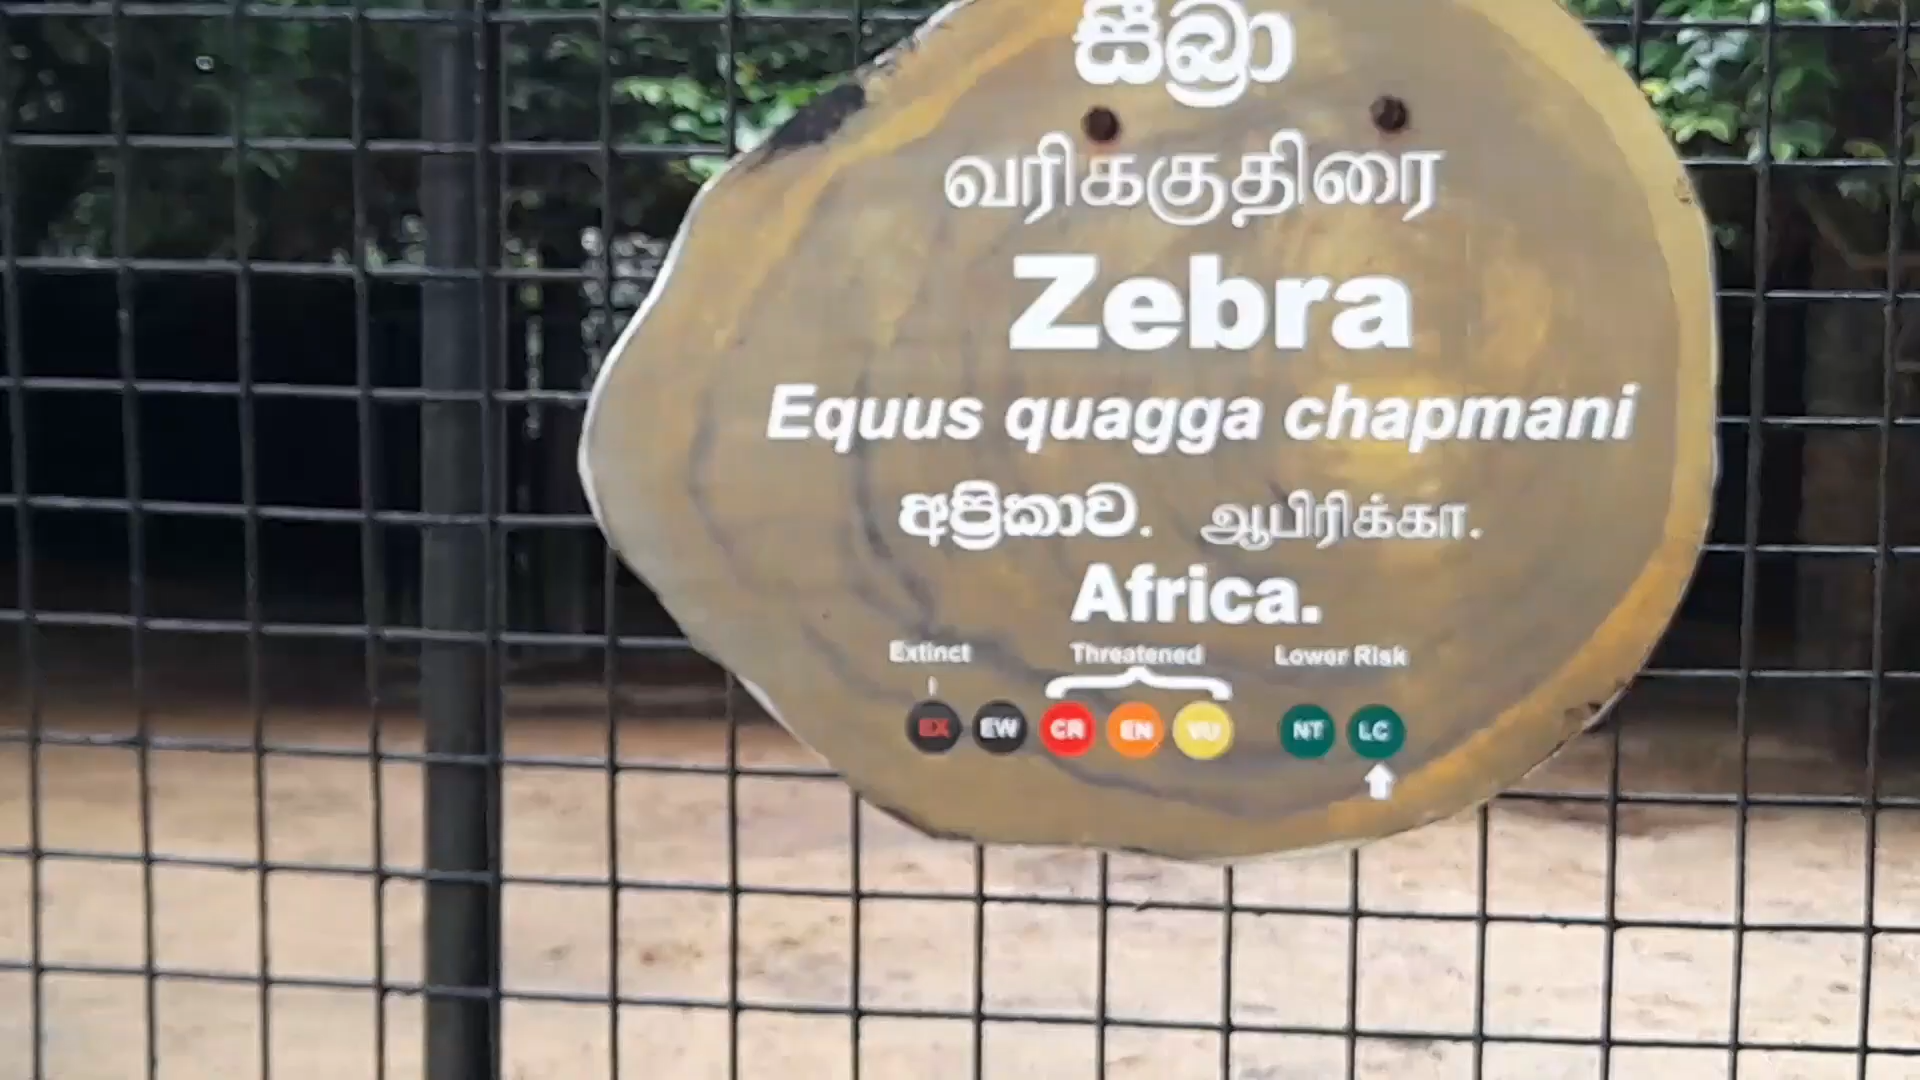 සීබ්‍රා
வரிக்குதிரை
Zebra
Equus quagga chapmani
අප්‍රිකාව. ஆபிரிக்கா.
Africa.
Extinct Threatened Lower Risk
EX EW CR EN VU NT LC